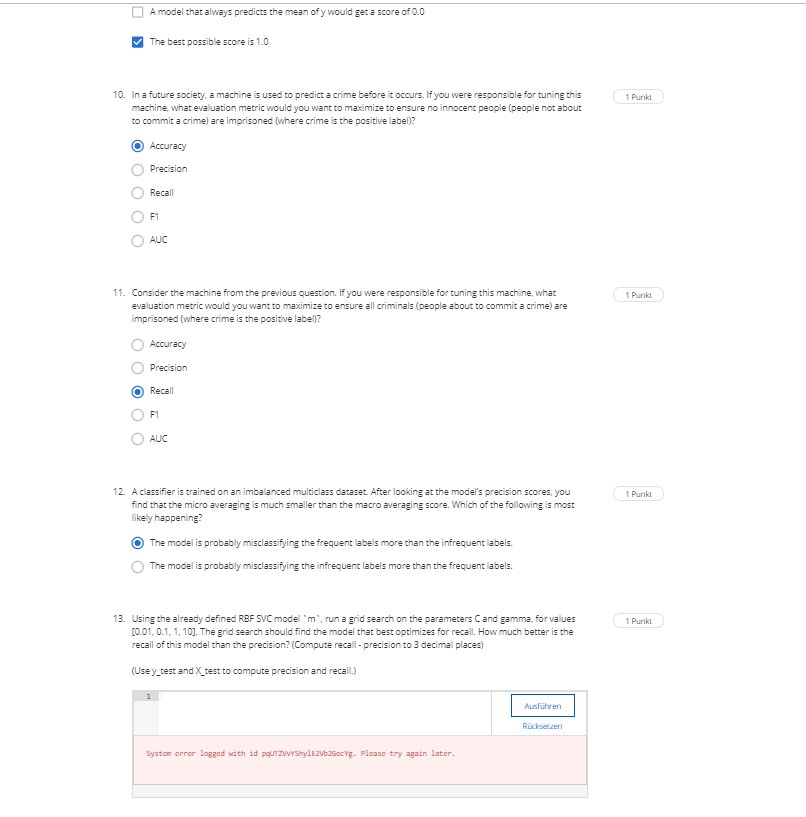 A model that always predicts the mean of y would get a score of 0.0
The best possible score is 1.0
10. In a future society, a machine is used to predict a crime before it occurs. If you were responsible for tuning this
machine, what evaluation metric would you want to maximize to ensure no innocent people (people not about
to commit a crime) are imprisoned (where crime is the positive label)?
1 Punkt
Accuracy
Precision
Recall
F1
AUC
11. Consider the machine from the previous question. If you were responsible for tuning this machine, what
evaluation metric would you want to maximize to ensure all criminals (people about to commit a crime) are
imprisoned (where crime is the positive label)?
1 Punkt
Accuracy
Precision
Recall
F1
AUC
12. A classifier is trained on an imbalanced multiclass dataset. After looking at the model's precision scores, you
find that the micro averaging is much smaller than the macro averaging score. Which of the following is most
likely happening?
1 Punkt
The model is probably misclassifying the frequent labels more than the infrequent labels.
The model is probably misclassifying the infrequent labels more than the frequent labels.
13. Using the already defined RBF SVC model `m`, run a grid search on the parameters C and gamma, for values
[0.01, 0.1, 1, 10]. The grid search should find the model that best optimizes for recall. How much better is the
recall of this model than the precision? (Compute recall - precision to 3 decimal places)
1 Punkt
(Use y_test and X_test to compute precision and recall.)
1
Ausführen
Rücksetzen
System error logged with id pqUTZVvYShylE2Vb2GocYg. Please try again later.